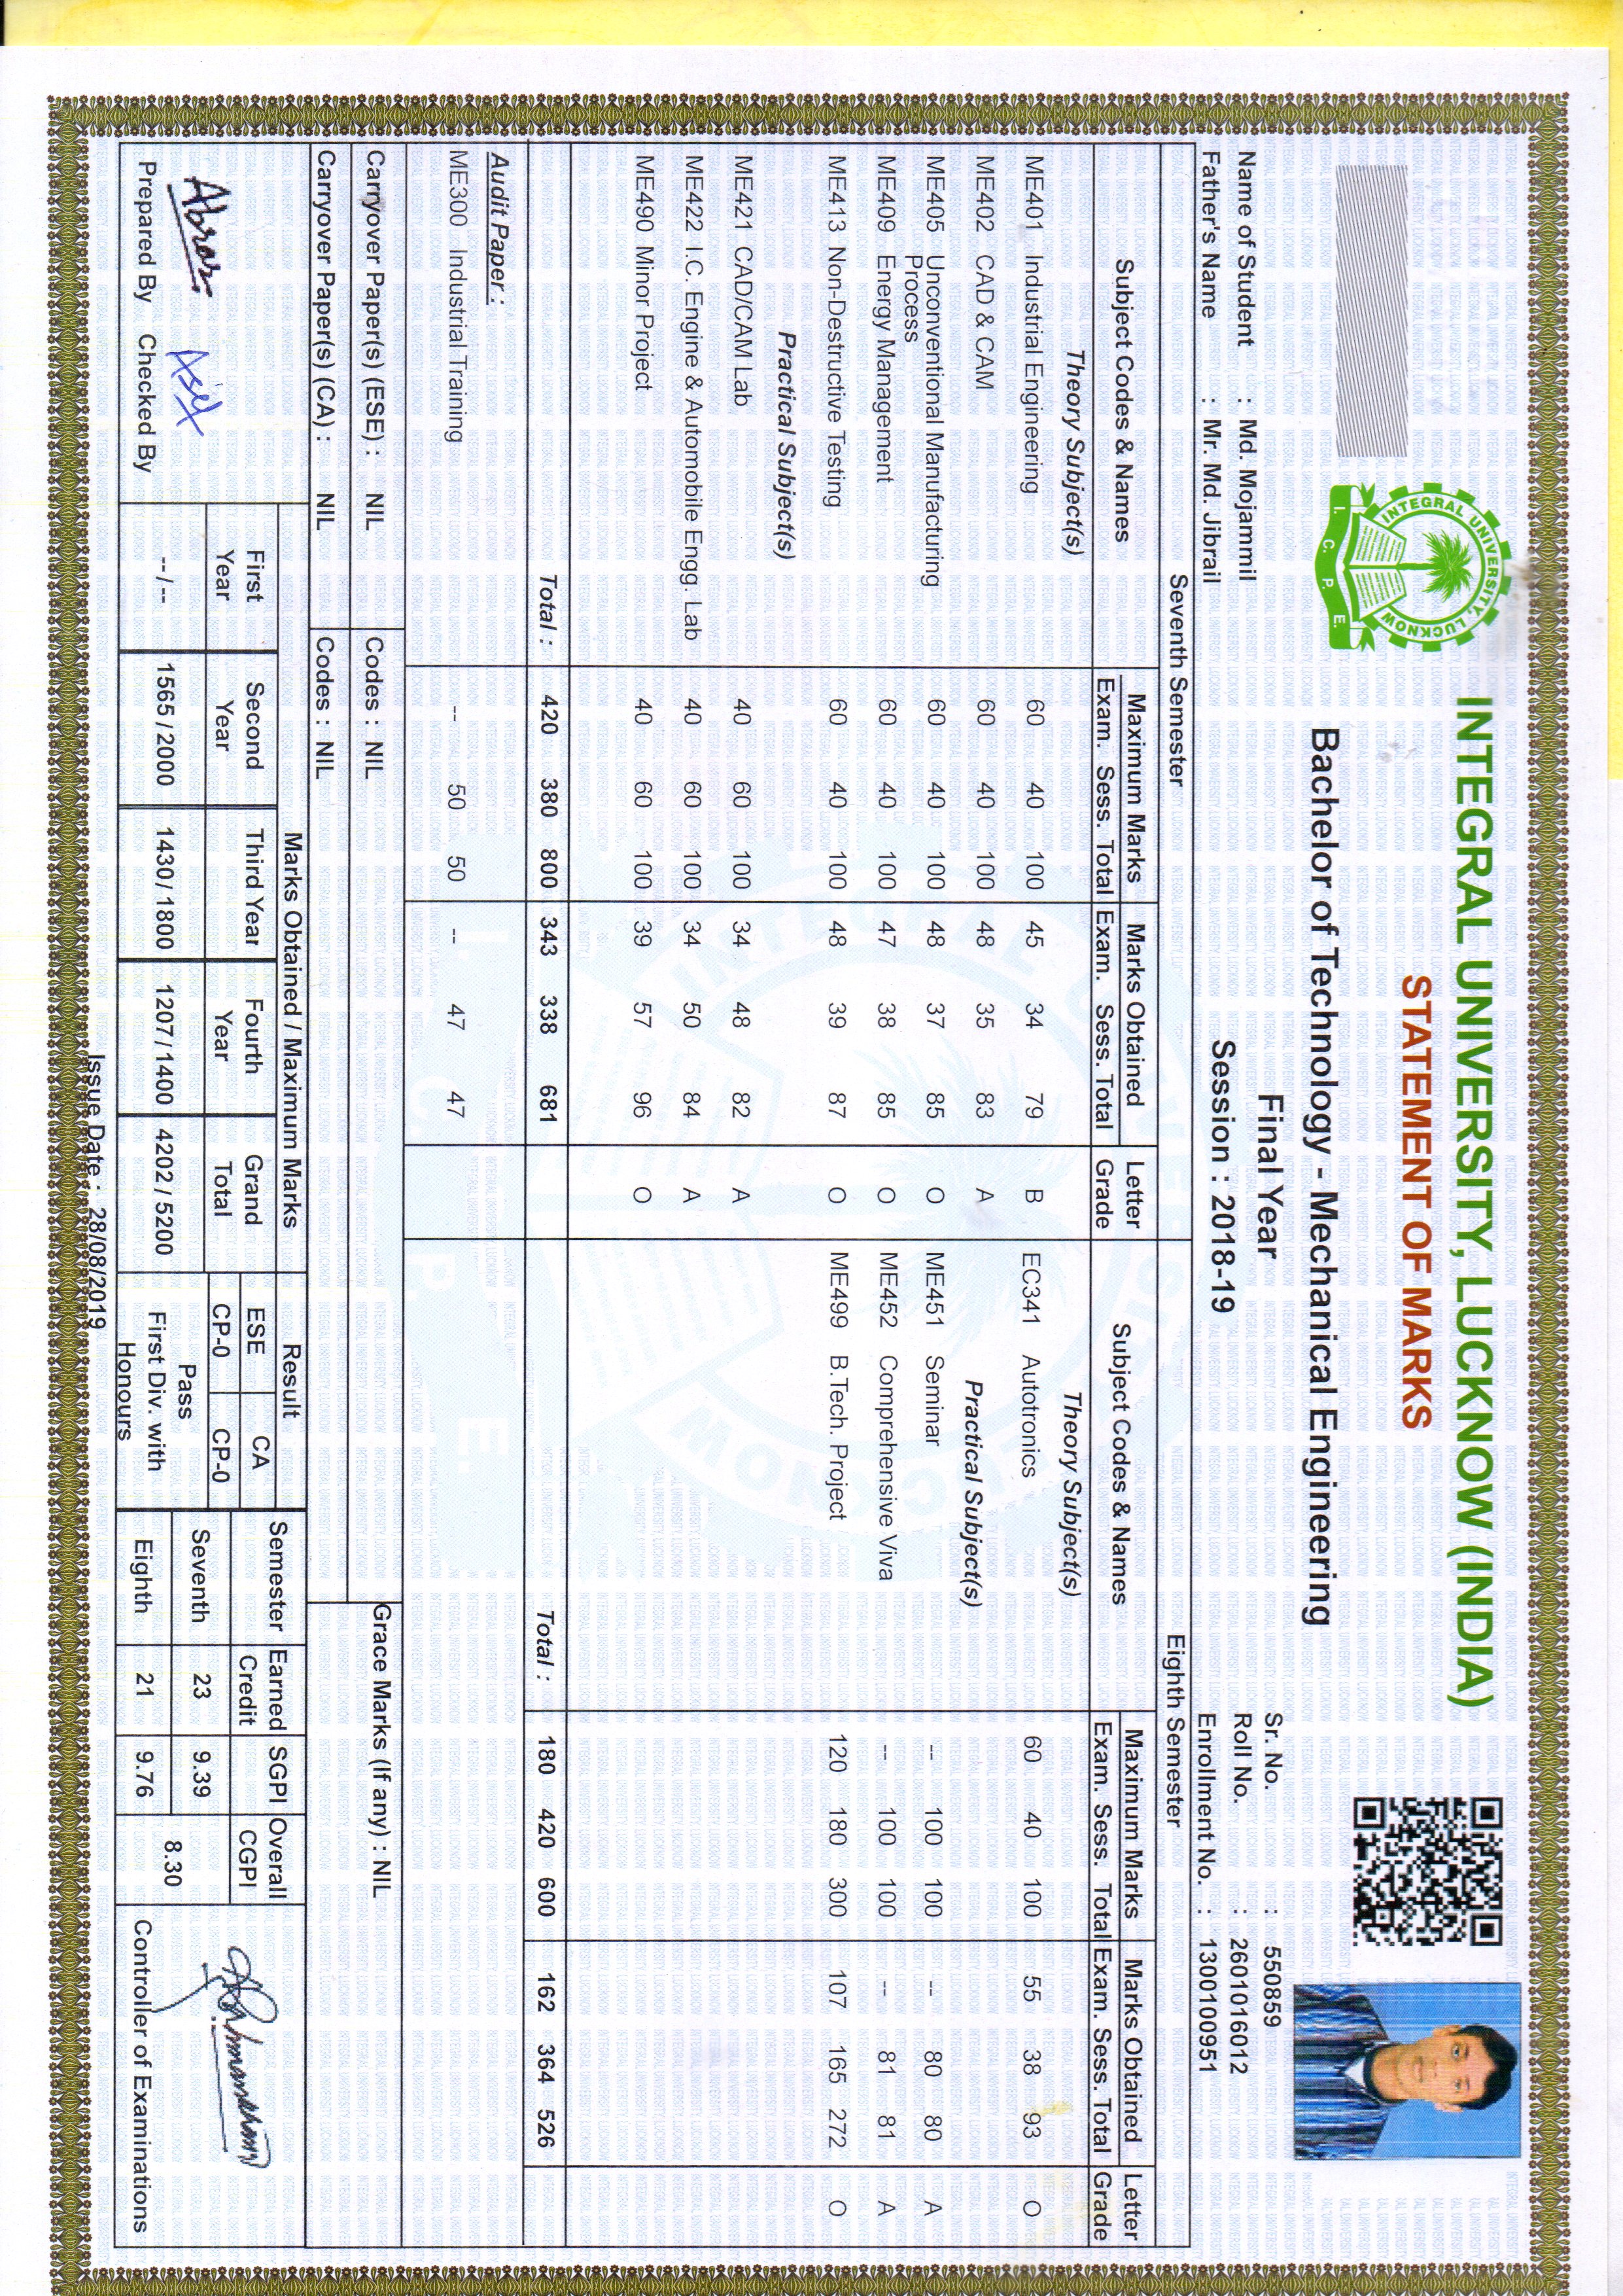 INTEGRAL UNIVERSITY, LUCKNOW
I. C. P. E.
INTEGRAL UNIVERSITY, LUCKNOW (INDIA)
STATEMENT OF MARKS
Bachelor of Technology - Mechanical Engineering
Final Year
Session : 2018-19
Sr. No. : 550859
Roll No. : 2601016012
Enrollment No. : 1300100951
Name of Student : Md. Mojammil
Father's Name : Mr. Md. Jibrail
Seventh Semester
Subject Codes & Names Maximum Marks Marks Obtained Letter Grade
Exam. Sess. Total Exam. Sess. Total
Theory Subject(s)
ME401 Industrial Engineering 60 40 100 45 34 79 B
ME402 CAD & CAM 60 40 100 48 35 83 A
ME405 Unconventional Manufacturing 60 40 100 48 37 85 O
Process
ME409 Energy Management 60 40 100 47 38 85 O
ME413 Non-Destructive Testing 60 40 100 48 39 87 O
Practical Subject(s)
ME421 CAD/CAM Lab 40 60 100 34 48 82 A
ME422 I.C. Engine & Automobile Engg. Lab 40 60 100 34 50 84 A
ME490 Minor Project 40 60 100 39 57 96 O
Total : 420 380 800 343 338 681
Audit Paper :
ME300 Industrial Training -- 50 50 -- 47 47
Eighth Semester
Subject Codes & Names Maximum Marks Marks Obtained Letter Grade
Exam. Sess. Total Exam. Sess. Total
Theory Subject(s)
EC341 Autotronics 60 40 100 55 38 93 O
Practical Subject(s)
ME451 Seminar -- 100 100 -- 80 80 A
ME452 Comprehensive Viva -- 100 100 -- 81 81 A
ME499 B.Tech. Project 120 180 300 107 165 272 O
Total : 180 420 600 162 364 526
Carryover Paper(s) (ESE) : NIL Codes : NIL
Carryover Paper(s) (CA) : NIL Codes : NIL
Grace Marks (If any) : NIL
Abrar
Prepared By
Asif
Checked By
Marks Obtained / Maximum Marks
First Year Second Year Third Year Fourth Year Grand Total
--/-- 1565/2000 1430/1800 1207/1400 4202/5200
Result
ESE CA
CP-0 CP-0
Pass
First Div. with
Honours
Semester Earned Credit SGPI Overall CGPI
Seventh 23 9.39
8.30
Eighth 21 9.76
Controller of Examinations
Issue Date : 28/08/2019